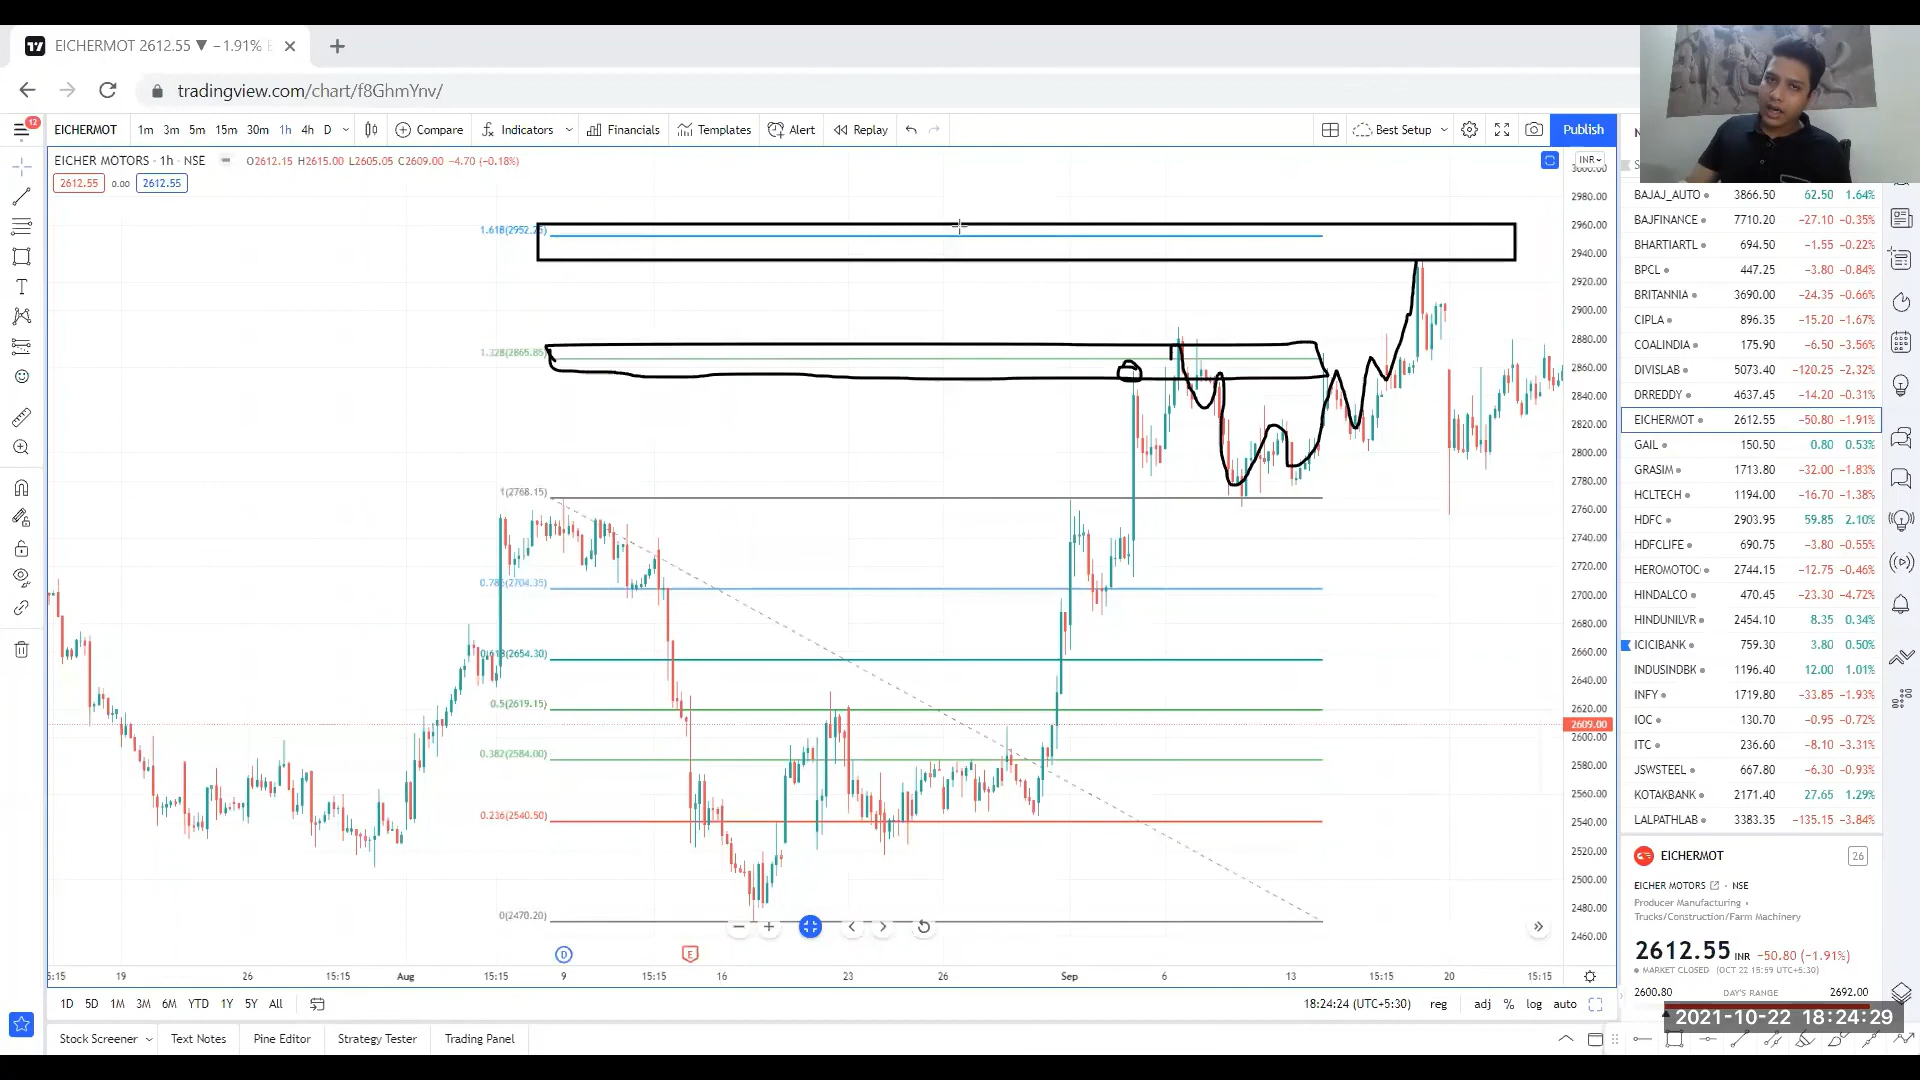 EICHERMOT 2612.55 ▼ −1.91%
tradingview.com/chart/f8GhmYnv/
12
EICHERMOT 1m 3m 5m 15m 30m 1h 4h D Compare Indicators Financials Templates Alert Replay Best Setup Publish
EICHER MOTORS · 1h · NSE O2612.15 H2615.00 L2605.05 C2609.00 −4.70 (−0.18%)
2612.55 0.00 2612.55
INR
2980.00
2960.00
2940.00
2920.00
2900.00
2880.00
2860.00
2840.00
2820.00
2800.00
2780.00
2760.00
2740.00
2720.00
2700.00
2680.00
2660.00
2640.00
2620.00
2609.00
2600.00
2580.00
2560.00
2540.00
2520.00
2500.00
2480.00
2460.00
1.618(2952.25)
1(2768.15)
0.786(2704.35)
0.618(2654.30)
0.5(2619.15)
0.382(2584.00)
0.236(2540.50)
0(2470.20)
D E
19 26 15:15 Aug 15:15 9 15:15 16 23 26 Sep 6 13 15:15 20 15:15
1D 5D 1M 3M 6M YTD 1Y 5Y All 18:24:24 (UTC+5:30) reg adj % log auto
Stock Screener Text Notes Pine Editor Strategy Tester Trading Panel
BAJAJ_AUTO 3866.50 62.50 1.64%
BAJFINANCE 7710.20 −27.10 −0.35%
BHARTIARTL 694.50 −1.55 −0.22%
BPCL 447.25 −3.80 −0.84%
BRITANNIA 3690.00 −24.35 −0.66%
CIPLA 896.35 −15.20 −1.67%
COALINDIA 175.90 −6.50 −3.56%
DIVISLAB 5073.40 −120.25 −2.32%
DRREDDY 4637.45 −14.20 −0.31%
EICHERMOT 2612.55 −50.80 −1.91%
GAIL 150.50 0.80 0.53%
GRASIM 1713.80 −32.00 −1.83%
HCLTECH 1194.00 −16.70 −1.38%
HDFC 2903.95 59.85 2.10%
HDFCLIFE 690.75 −3.80 −0.55%
HEROMOTOC 2744.15 −12.75 −0.46%
HINDALCO 470.45 −23.30 −4.72%
HINDUNILVR 2454.10 8.35 0.34%
ICICIBANK 759.30 3.80 0.50%
INDUSINDBK 1196.40 12.00 1.01%
INFY 1719.80 −33.85 −1.93%
IOC 130.70 −0.95 −0.72%
ITC 236.60 −8.10 −3.31%
JSWSTEEL 667.80 −6.30 −0.93%
KOTAKBANK 2171.40 27.65 1.29%
LALPATHLAB 3383.35 −135.15 −3.84%
EICHERMOT 26
EICHER MOTORS · NSE
Producer Manufacturing •
Trucks/Construction/Farm Machinery
2612.55 INR −50.80 (−1.91%)
MARKET CLOSED (OCT 22 15:59 UTC+5:30)
2600.80 DAY'S RANGE 2692.00
2021-10-22 18:24:29